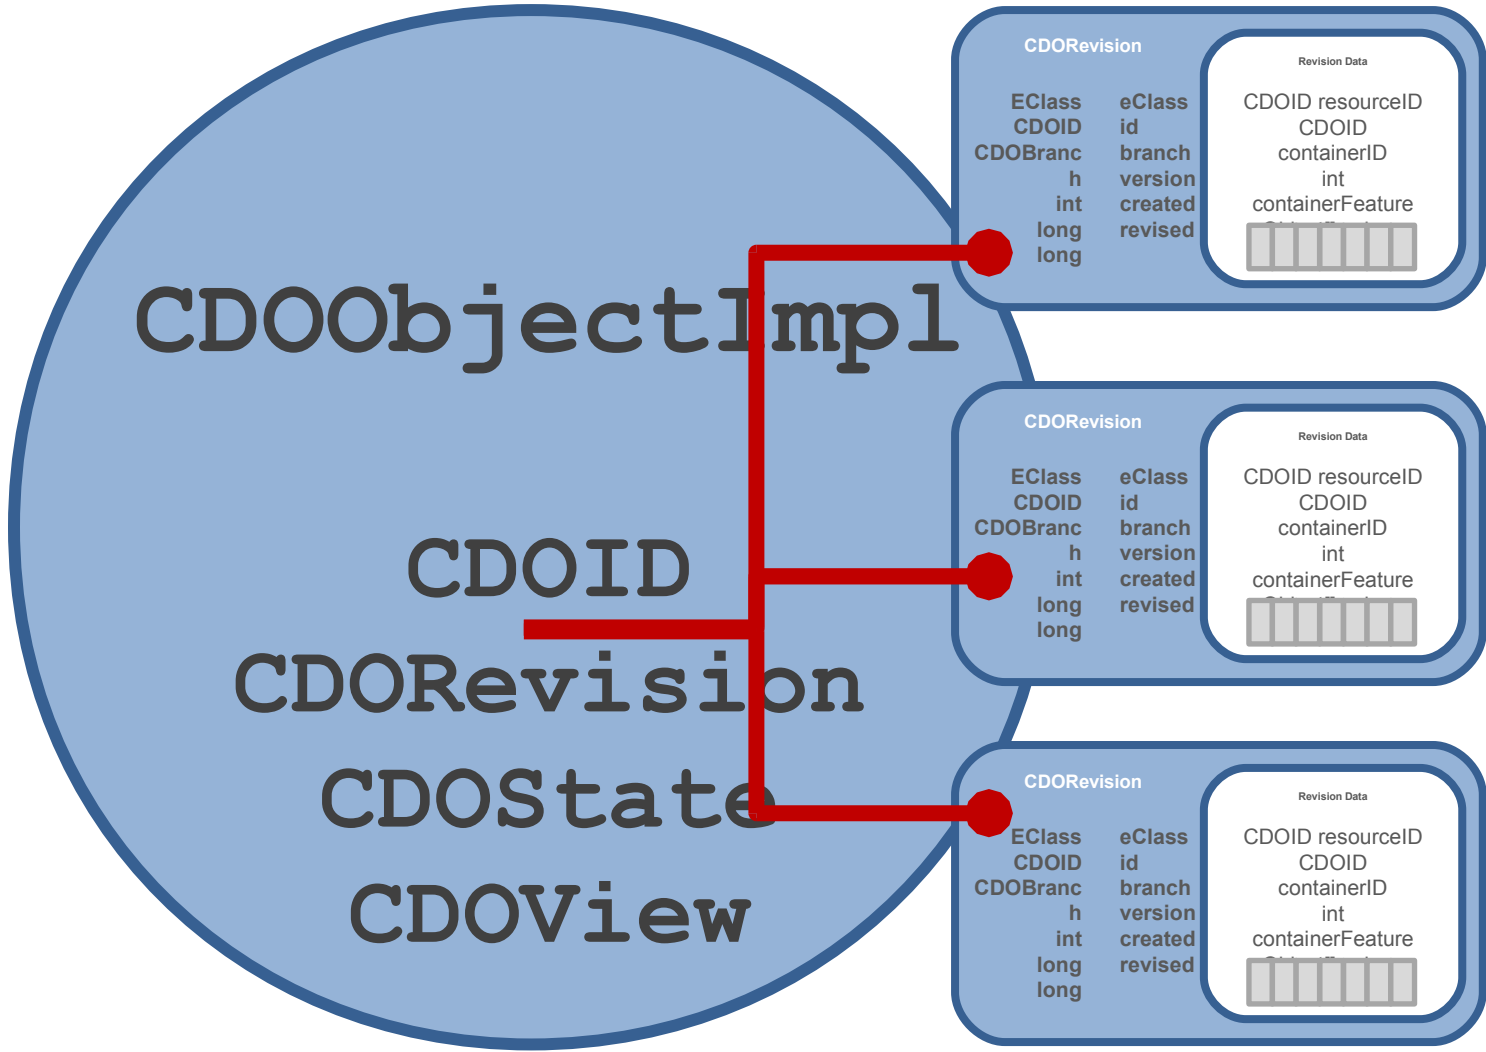 CDOObjectImpl
CDOID
CDORevision
CDOState
CDOView
CDORevision
EClass eClass
CDOID id
CDOBranc branch
h version
int created
long revised
long
Revision Data
CDOID resourceID
CDOID
containerID
int
containerFeature
CDORevision
EClass eClass
CDOID id
CDOBranc branch
h version
int created
long revised
long
Revision Data
CDOID resourceID
CDOID
containerID
int
containerFeature
CDORevision
EClass eClass
CDOID id
CDOBranc branch
h version
int created
long revised
long
Revision Data
CDOID resourceID
CDOID
containerID
int
containerFeature